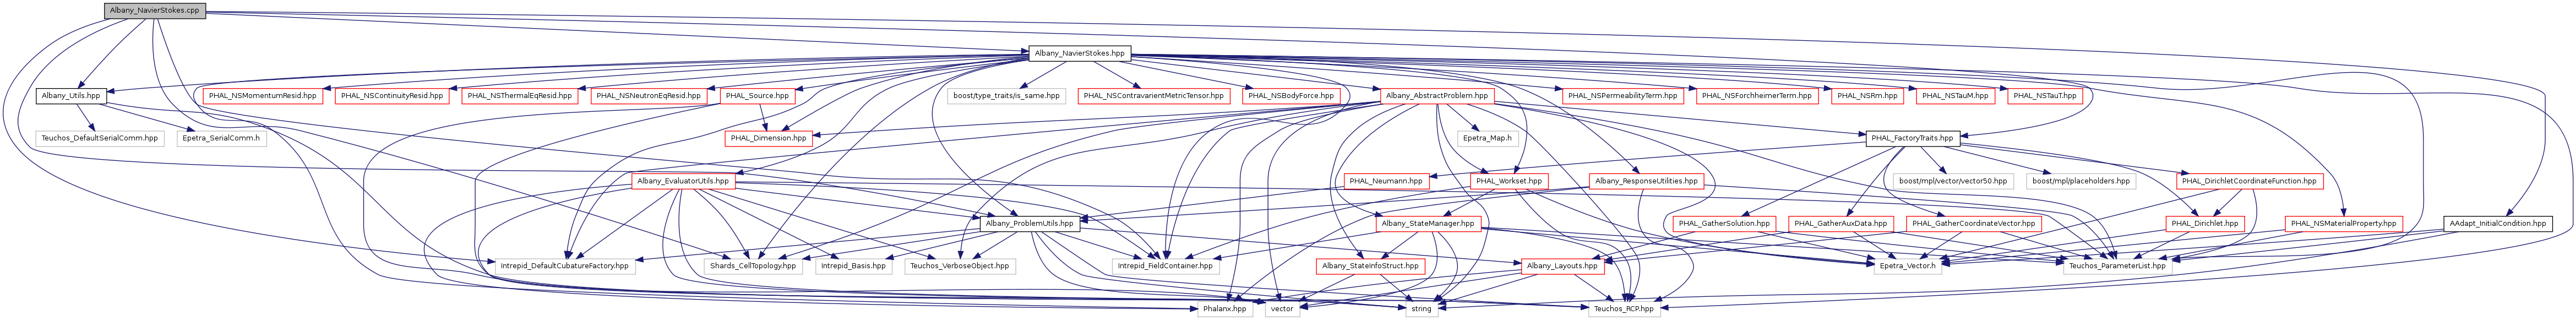 Albany_NavierStokes.cpp
Albany_NavierStokes.hpp
Albany_Utils.hpp
PHAL_NSMomentumResid.hpp
PHAL_NSContinuityResid.hpp
PHAL_NSThermalEqResid.hpp
PHAL_NSNeutronEqResid.hpp
PHAL_Source.hpp
boost/type_traits/is_same.hpp
PHAL_NSContravarientMetricTensor.hpp
PHAL_NSBodyForce.hpp
Albany_AbstractProblem.hpp
PHAL_NSPermeabilityTerm.hpp
PHAL_NSForchheimerTerm.hpp
PHAL_NSRm.hpp
PHAL_NSTauM.hpp
PHAL_NSTauT.hpp
Teuchos_DefaultSerialComm.hpp
Epetra_SerialComm.h
PHAL_Dimension.hpp
Epetra_Map.h
PHAL_FactoryTraits.hpp
Albany_EvaluatorUtils.hpp
PHAL_Neumann.hpp
PHAL_Workset.hpp
Albany_ResponseUtilities.hpp
boost/mpl/vector/vector50.hpp
boost/mpl/placeholders.hpp
PHAL_DirichletCoordinateFunction.hpp
Albany_ProblemUtils.hpp
Albany_StateManager.hpp
PHAL_GatherSolution.hpp
PHAL_GatherAuxData.hpp
PHAL_GatherCoordinateVector.hpp
PHAL_Dirichlet.hpp
PHAL_NSMaterialProperty.hpp
AAdapt_InitialCondition.hpp
Intrepid_DefaultCubatureFactory.hpp
Shards_CellTopology.hpp
Intrepid_Basis.hpp
Teuchos_VerboseObject.hpp
Intrepid_FieldContainer.hpp
Albany_StateInfoStruct.hpp
Albany_Layouts.hpp
Epetra_Vector.h
Teuchos_ParameterList.hpp
Phalanx.hpp
vector
string
Teuchos_RCP.hpp